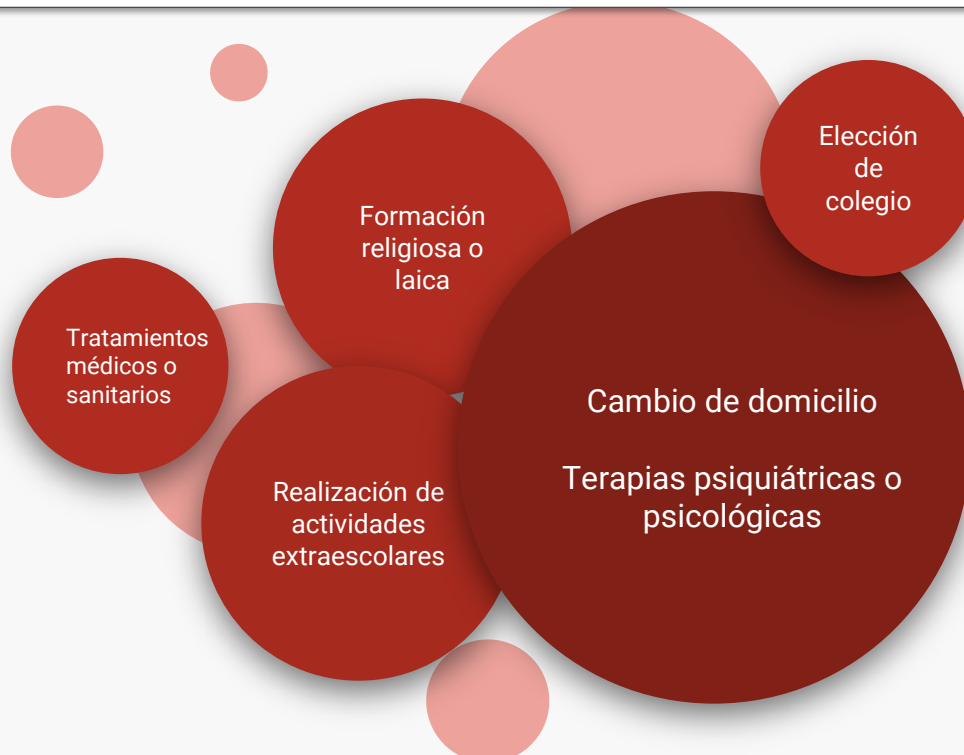 Elección
de
colegio
Formación
religiosa o
laica
Tratamientos
médicos o
sanitarios
Cambio de domicilio
Terapias psiquiátricas o
psicológicas
Realización de
actividades
extraescolares